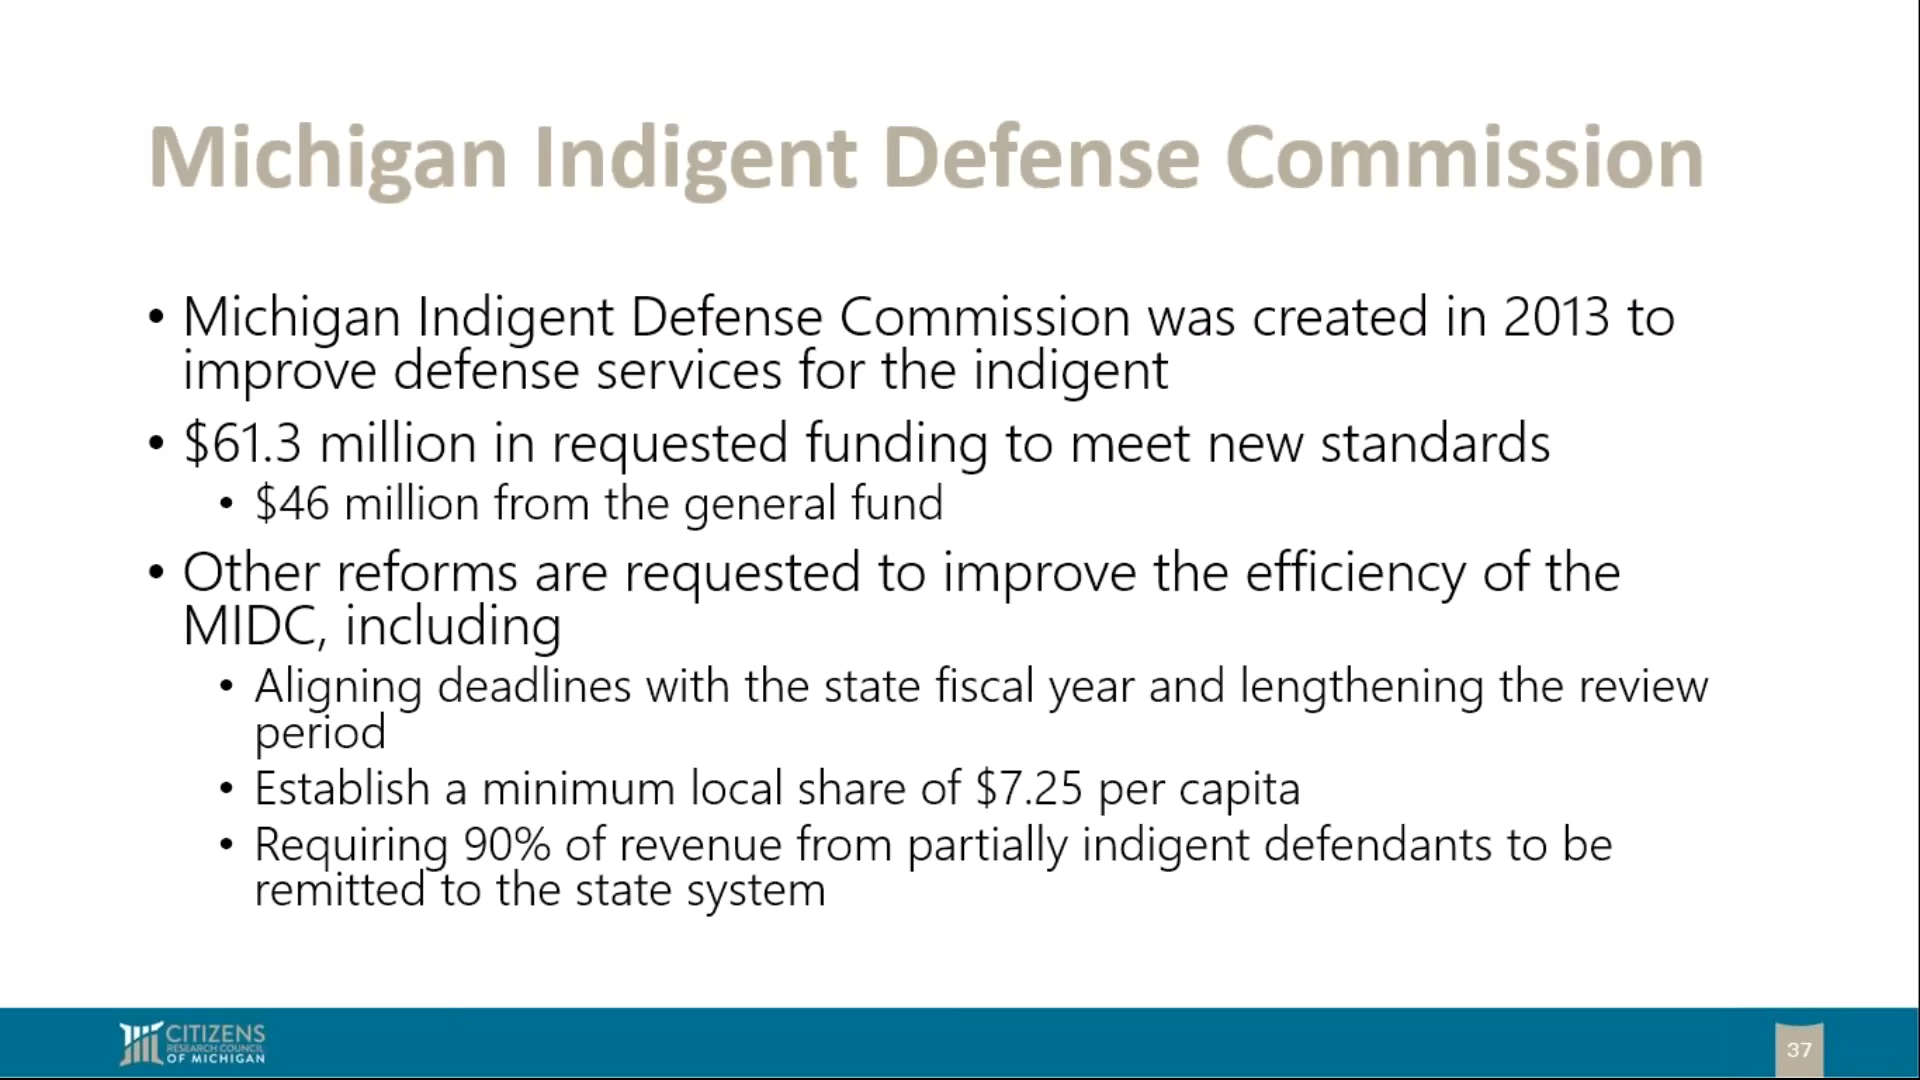 Michigan Indigent Defense Commission
• Michigan Indigent Defense Commission was created in 2013 to
improve defense services for the indigent
• $61.3 million in requested funding to meet new standards
• $46 million from the general fund
• Other reforms are requested to improve the efficiency of the
MIDC, including
• Aligning deadlines with the state fiscal year and lengthening the review
period
• Establish a minimum local share of $7.25 per capita
• Requiring 90% of revenue from partially indigent defendants to be
remitted to the state system
CITIZENS
RESEARCH COUNCIL
OF MICHIGAN
37